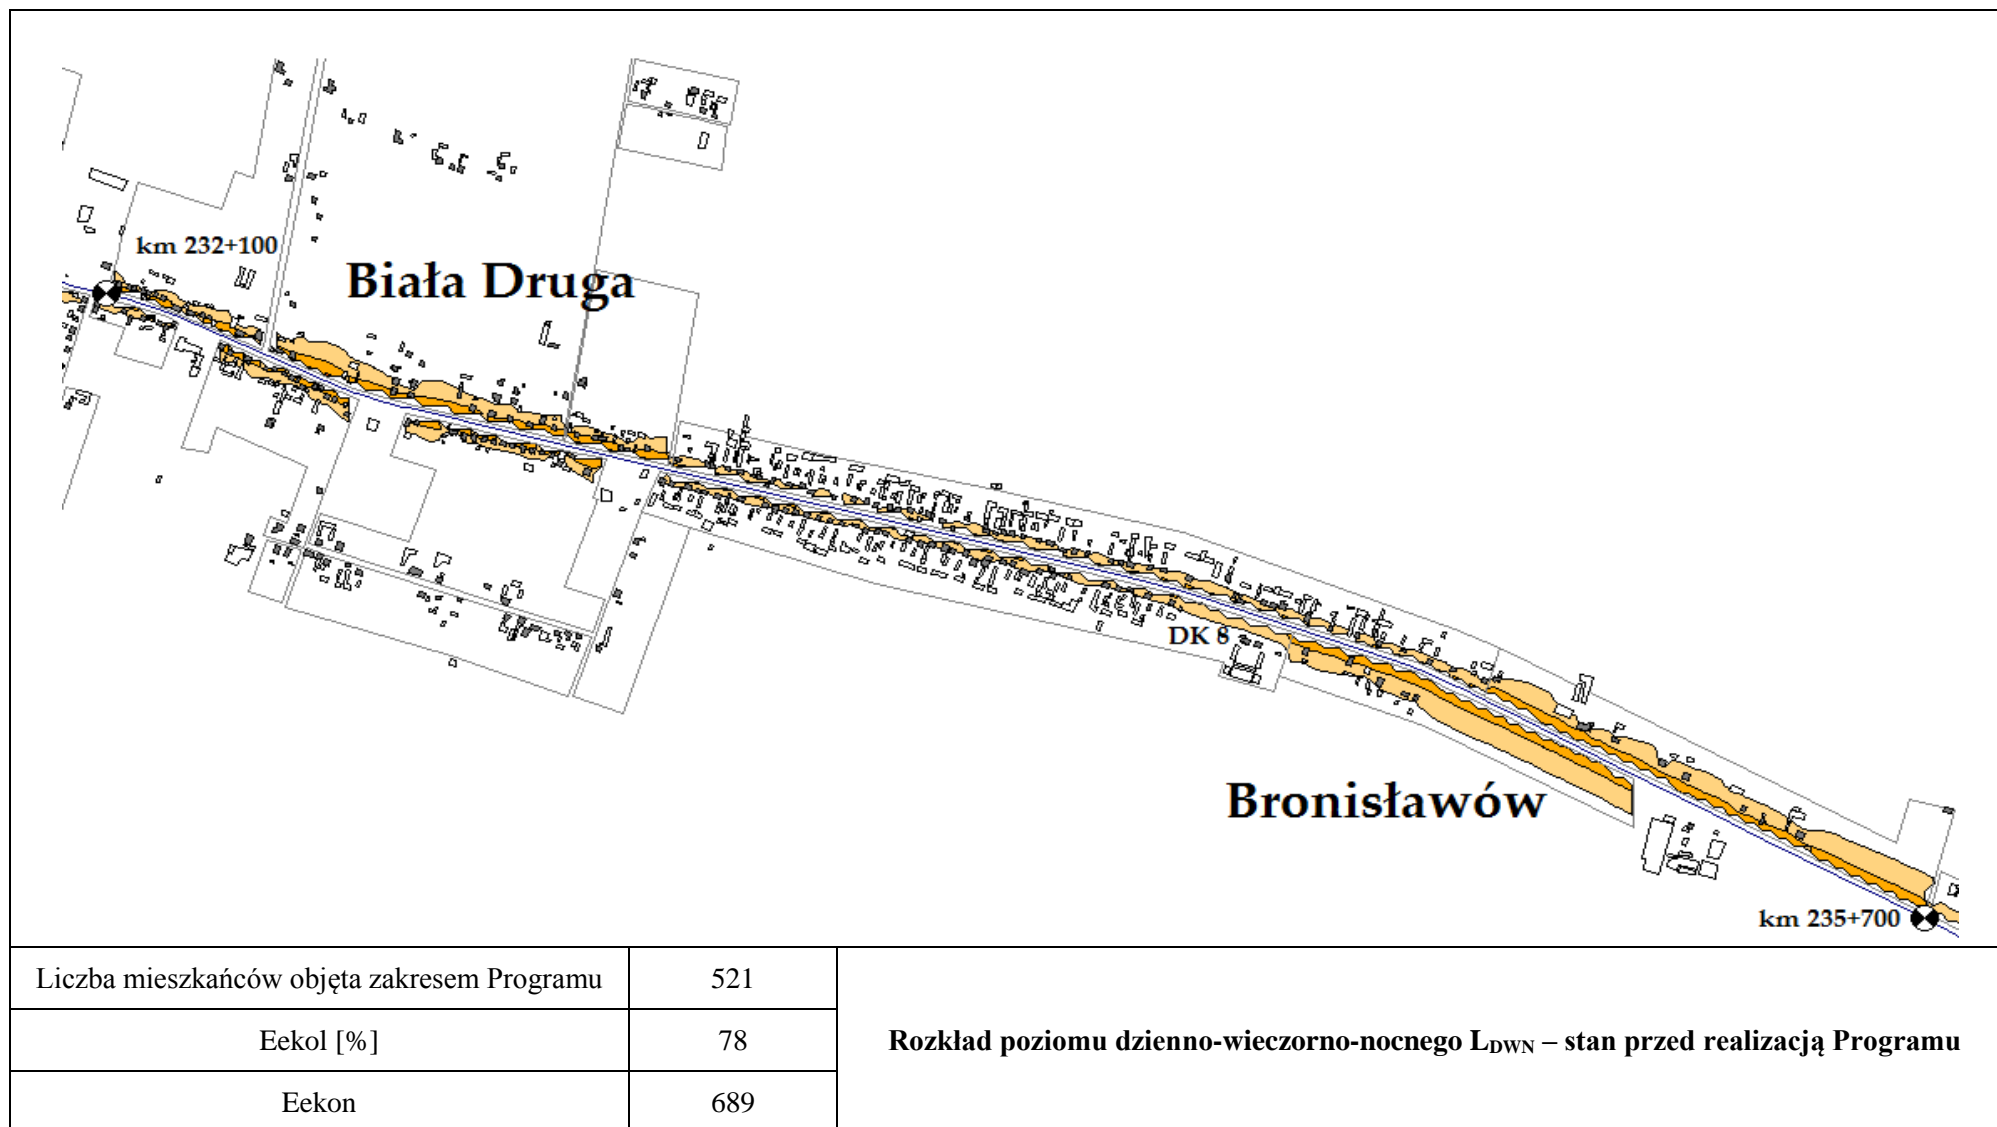 km 232+100
Biała Druga
DK 8
Bronisławów
km 235+700
Liczba mieszkańców objęta zakresem Programu
521
Eekol [%]
78
Eekon
689
Rozkład poziomu dzienno-wieczorno-nocnego LDWN – stan przed realizacją Programu